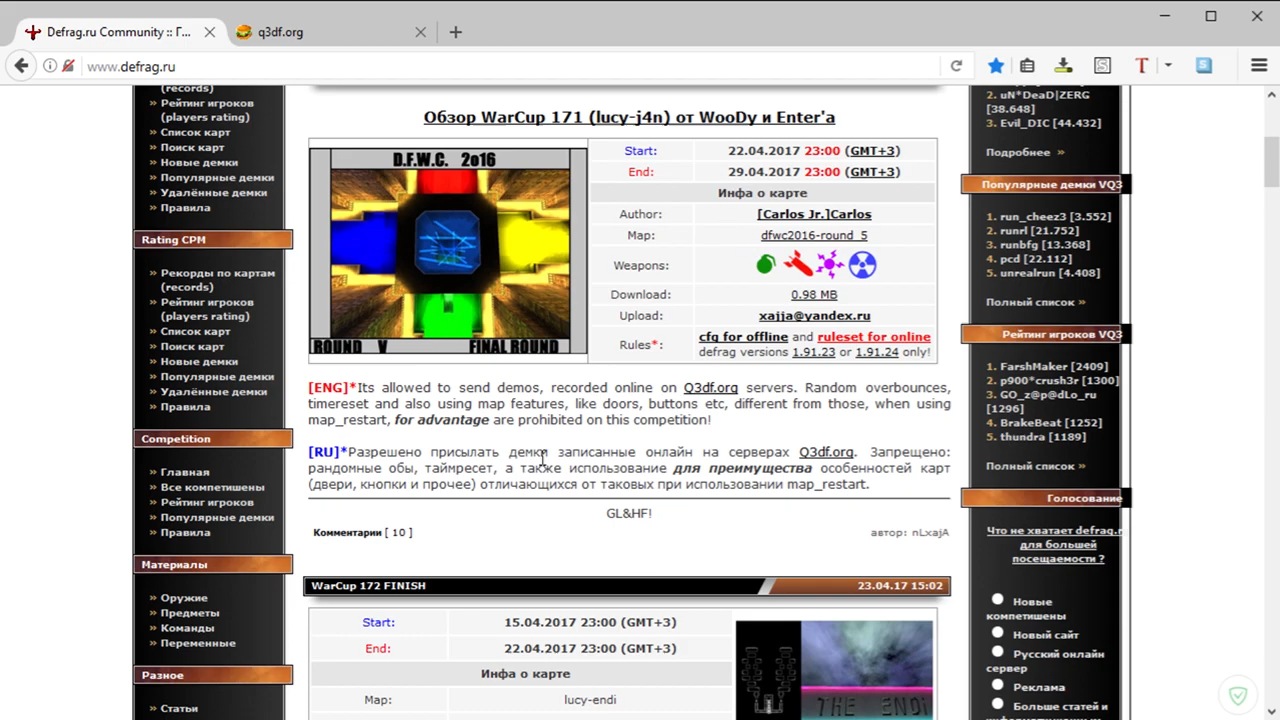 Defrag.ru Community :: Г...
q3df.org
www.defrag.ru
(records)
» Рейтинг игроков
(players rating)
» Список карт
» Поиск карт
» Новые демки
» Популярные демки
» Удалённые демки
» Правила
Rating CPM
» Рекорды по картам
(records)
» Рейтинг игроков
(players rating)
» Список карт
» Поиск карт
» Новые демки
» Популярные демки
» Удалённые демки
» Правила
Competition
» Главная
» Все компетишены
» Рейтинг игроков
» Популярные демки
» Правила
Материалы
» Оружие
» Предметы
» Команды
» Переменные
Разное
» Статьи
Обзор WarCup 171 (lucy-j4n) от WooDy и Enter'a
D.F.W.C. 2o16
ROUND V FINAL ROUND
Start: 22.04.2017 23:00 (GMT+3)
End: 29.04.2017 23:00 (GMT+3)
Инфа о карте
Author: [Carlos Jr.]Carlos
Map: dfwc2016-round_5
Weapons:
Download: 0.98 MB
Upload: xajja@yandex.ru
Rules*: cfg for offline and ruleset for online
defrag versions 1.91.23 or 1.91.24 only!
[ENG]*Its allowed to send demos, recorded online on Q3df.org servers. Random overbounces,
timereset and also using map features, like doors, buttons etc, different from those, when using
map_restart, for advantage are prohibited on this competition!
[RU]*Разрешено присылать демки записанные онлайн на серверах Q3df.org. Запрещено:
рандомные обы, таймресет, а также использование для преимущества особенностей карт
(двери, кнопки и прочее) отличающихся от таковых при использовании map_restart.
GL&HF!
Комментарии [ 10 ] автор: nLxajA
WarCup 172 FINISH 23.04.17 15:02
Start: 15.04.2017 23:00 (GMT+3)
End: 22.04.2017 23:00 (GMT+3)
Инфа о карте
Map: lucy-endi
THE ENDI
2. uN*DeaD|ZERG
[38.648]
3. Evil_DIC [44.432]
Подробнее »
Популярные демки VQ3
1. run_cheez3 [3.552]
2. runrl [21.752]
3. runbfg [13.368]
4. pcd [22.112]
5. unrealrun [4.408]
Полный список »
Рейтинг игроков VQ3
1. FarshMaker [2409]
2. p900*crush3r [1300]
3. GO_z@p@dLo_ru
[1296]
4. BrakeBeat [1252]
5. thundra [1189]
Полный список »
Голосование
Что не хватает defrag.r
для большей
посещаемости ?
Новые
компетишены
Новый сайт
Русский онлайн
сервер
Реклама
Больше статей и